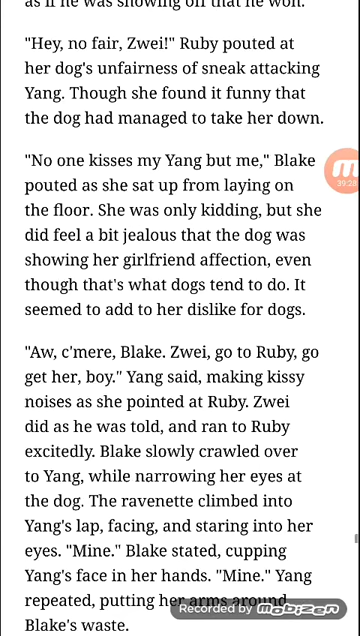 as if he was showing off that he won.
"Hey, no fair, Zwei!" Ruby pouted at
her dog's unfairness of sneak attacking
Yang. Though she found it funny that
the dog had managed to take her down.
"No one kisses my Yang but me," Blake
pouted as she sat up from laying on
the floor. She was only kidding, but she
did feel a bit jealous that the dog was
showing her girlfriend affection, even
though that's what dogs tend to do. It
seemed to add to her dislike for dogs.
"Aw, c'mere, Blake. Zwei, go to Ruby, go
get her, boy." Yang said, making kissy
noises as she pointed at Ruby. Zwei
did as he was told, and ran to Ruby
excitedly. Blake slowly crawled over
to Yang, while narrowing her eyes at
the dog. The ravenette climbed into
Yang's lap, facing, and staring into her
eyes. "Mine." Blake stated, cupping
Yang's face in her hands. "Mine." Yang
repeated, putting her arms around
Blake's waste.
39:28
Recorded by mobizen